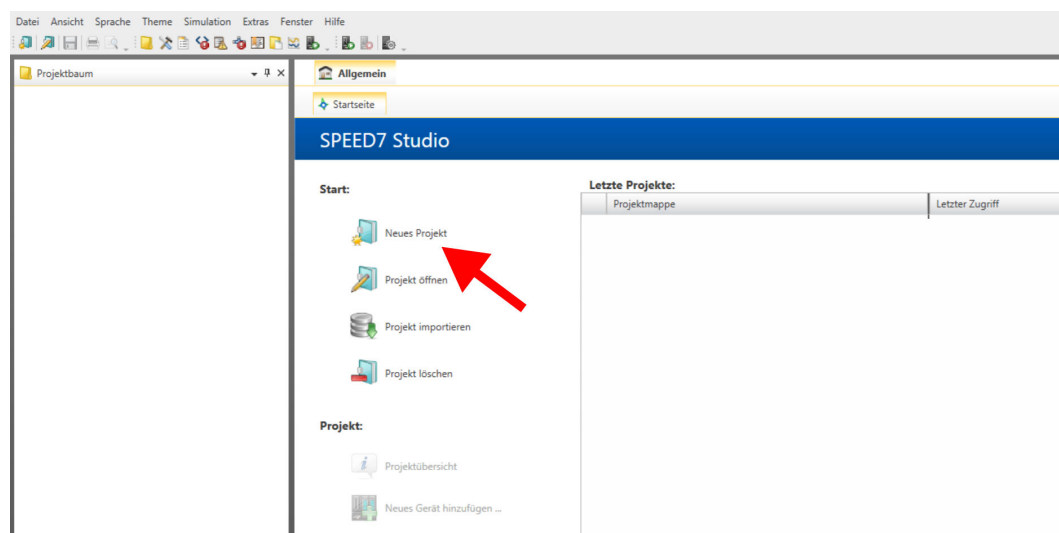 Datei Ansicht Sprache Theme Simulation Extras Fenster Hilfe
Projektbaum
Allgemein
Startseite
SPEED7 Studio
Start:
Neues Projekt
Projekt öffnen
Projekt importieren
Projekt löschen
Letzte Projekte:
Projektmappe Letzter Zugriff
Projekt:
Projektübersicht
Neues Gerät hinzufügen ...